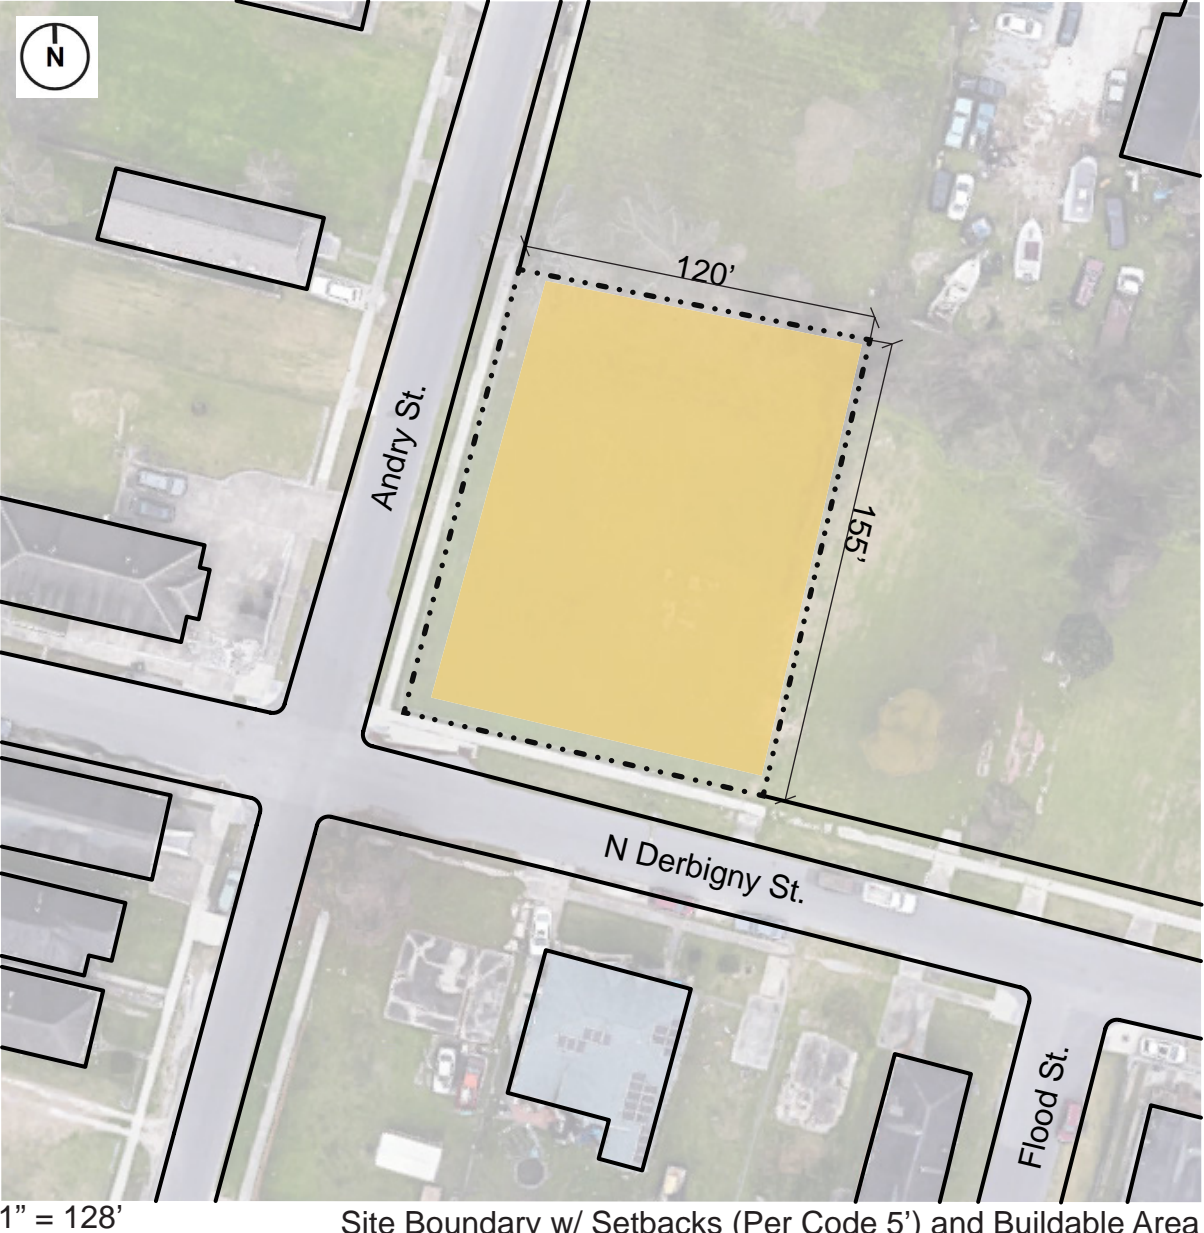 N
120’
Andry St.
155’
N Derbigny St.
Flood St.
1” = 128’
Site Boundary w/ Setbacks (Per Code 5’) and Buildable Area